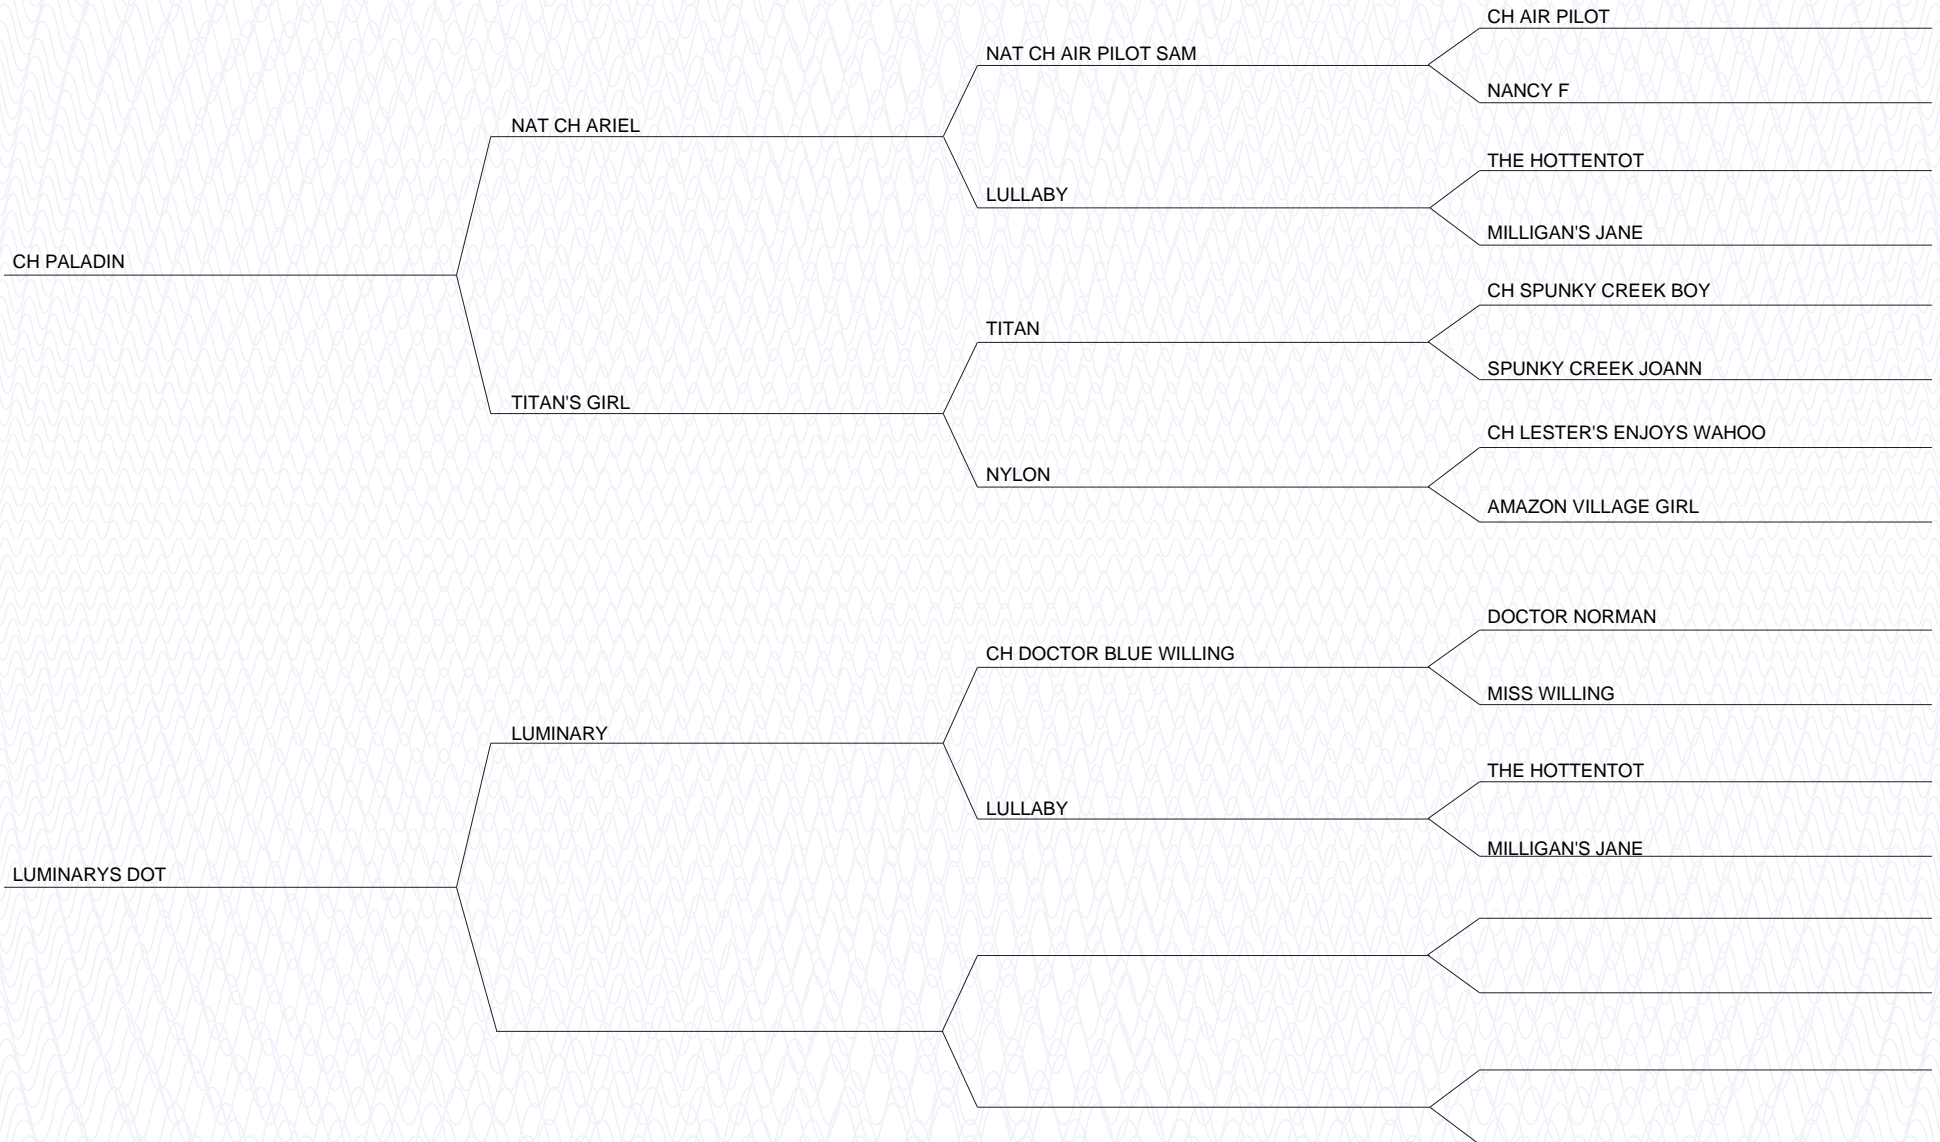 CH AIR PILOT
NAT CH AIR PILOT SAM
NANCY F
NAT CH ARIEL
THE HOTTENTOT
LULLABY
MILLIGAN'S JANE
CH PALADIN
CH SPUNKY CREEK BOY
TITAN
SPUNKY CREEK JOANN
TITAN'S GIRL
CH LESTER'S ENJOYS WAHOO
NYLON
AMAZON VILLAGE GIRL
DOCTOR NORMAN
CH DOCTOR BLUE WILLING
MISS WILLING
LUMINARY
THE HOTTENTOT
LULLABY
MILLIGAN'S JANE
LUMINARYS DOT